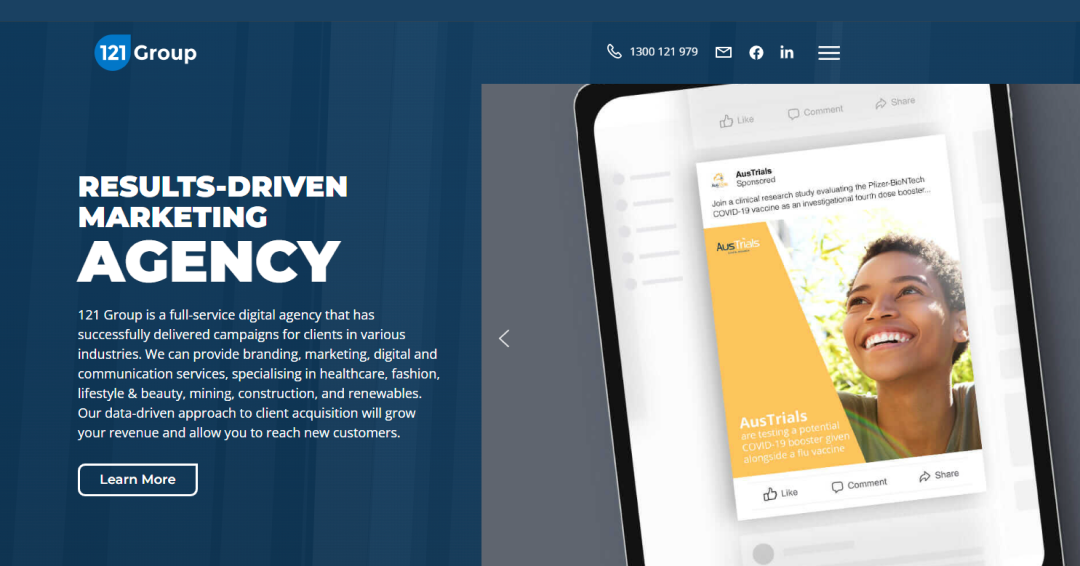 121 Group
1300 121 979
RESULTS-DRIVEN
MARKETING
AGENCY
121 Group is a full-service digital agency that has
successfully delivered campaigns for clients in various
industries. We can provide branding, marketing, digital and
communication services, specialising in healthcare, fashion,
lifestyle & beauty, mining, construction, and renewables.
Our data-driven approach to client acquisition will grow
your revenue and allow you to reach new customers.
Learn More
Like Comment Share
AusTrials
Sponsored
Join a clinical research study evaluating the Pfizer-BioNTech
COVID-19 vaccine as an investigational fourth dose booster...
AusTrials
AusTrials
are testing a potential
COVID-19 booster given
alongside a flu vaccine
Like Comment Share